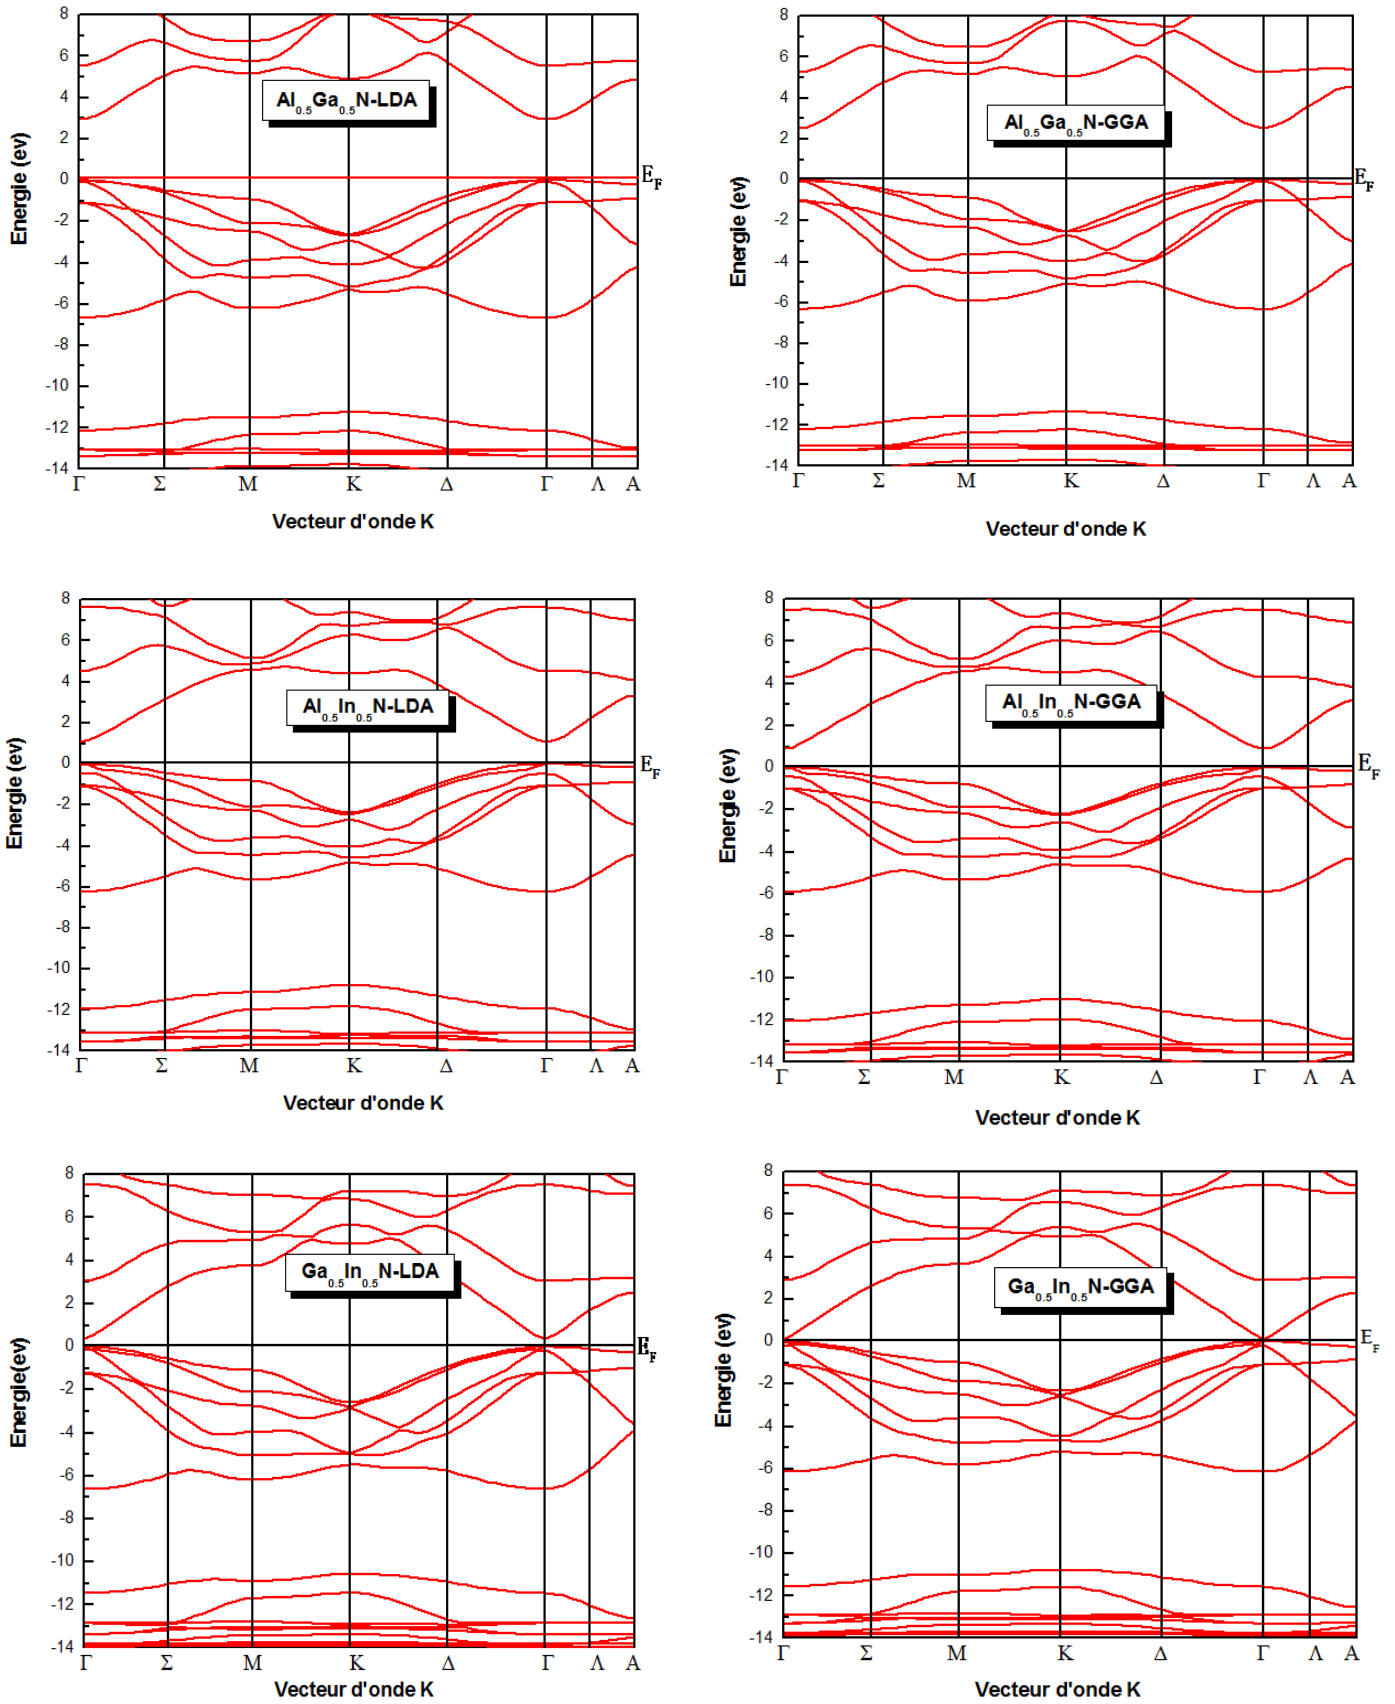 8
6
4
2
0
-2
-4
-6
-8
-10
-12
-14
Energie (ev)
Al0.5Ga0.5N-LDA
EF
Γ Σ M K Δ Γ Λ A
Vecteur d'onde K
8
6
4
2
0
-2
-4
-6
-8
-10
-12
-14
Energie (ev)
Al0.5Ga0.5N-GGA
EF
Γ Σ M K Δ Γ Λ A
Vecteur d'onde K
8
6
4
2
0
-2
-4
-6
-8
-10
-12
-14
Energie (ev)
Al0.5In0.5N-LDA
EF
Γ Σ M K Δ Γ Λ A
Vecteur d'onde K
8
6
4
2
0
-2
-4
-6
-8
-10
-12
-14
Energie (ev)
Al0.5In0.5N-GGA
EF
Γ Σ M K Δ Γ Λ A
Vecteur d'onde K
8
6
4
2
0
-2
-4
-6
-8
-10
-12
-14
Energie(ev)
Ga0.5In0.5N-LDA
EF
Γ Σ M K Δ Γ Λ A
Vecteur d'onde K
8
6
4
2
0
-2
-4
-6
-8
-10
-12
-14
Energie (ev)
Ga0.5In0.5N-GGA
EF
Γ Σ M K Δ Γ Λ A
Vecteur d'onde K